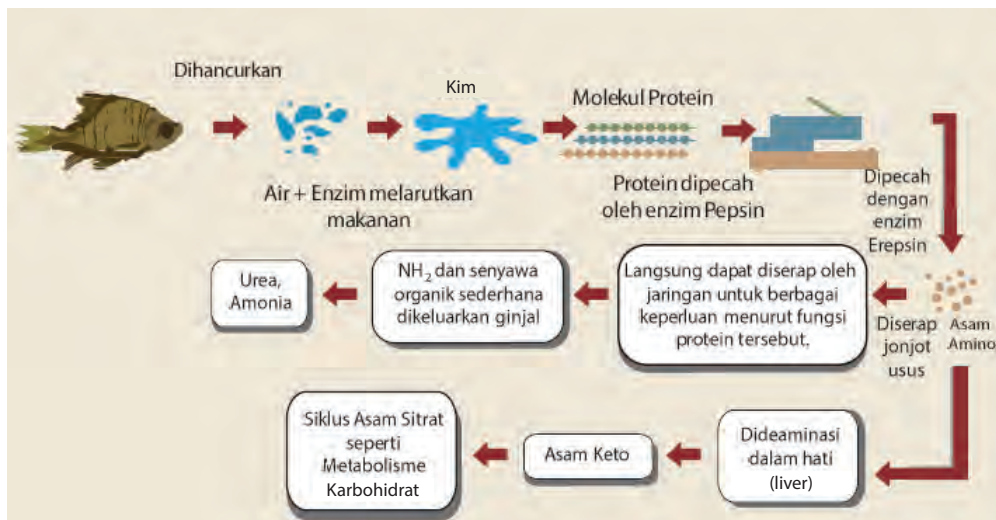 Dihancurkan
Kim
Molekul Protein
Air + Enzim melarutkan
makanan
Protein dipecah
oleh enzim Pepsin
Dipecah
dengan
enzim
Erepsin
Asam
Amino
Diserap
jonjot
usus
Langsung dapat diserap oleh
jaringan untuk berbagai
keperluan menurut fungsi
protein tersebut.
NH2 dan senyawa
organik sederhana
dikeluarkan ginjal
Urea,
Amonia
Dideaminasi
dalam hati
(liver)
Asam Keto
Siklus Asam Sitrat
seperti
Metabolisme
Karbohidrat